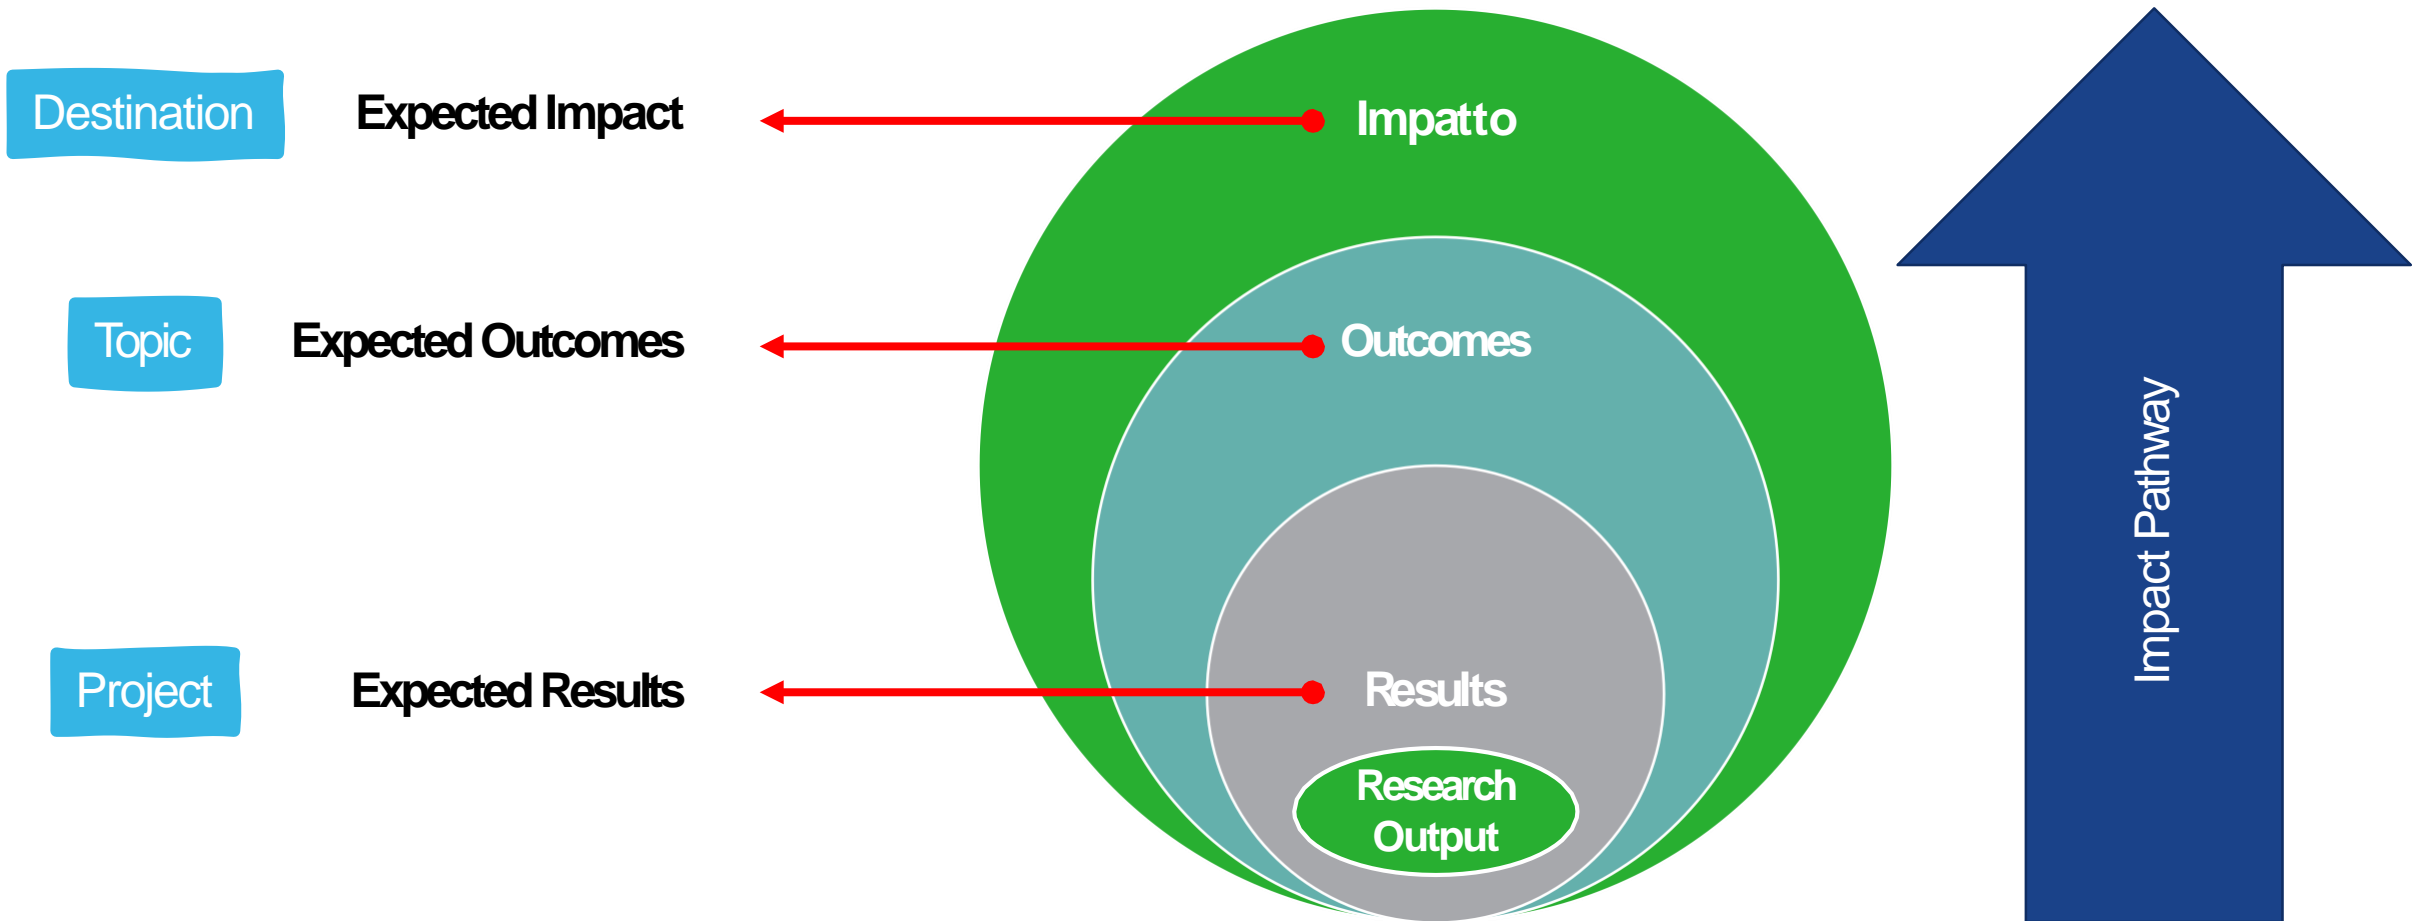 Destination
Expected Impact
Impatto
Topic
Expected Outcomes
Outcomes
Project
Expected Results
Results
Research
Output
Impact Pathway